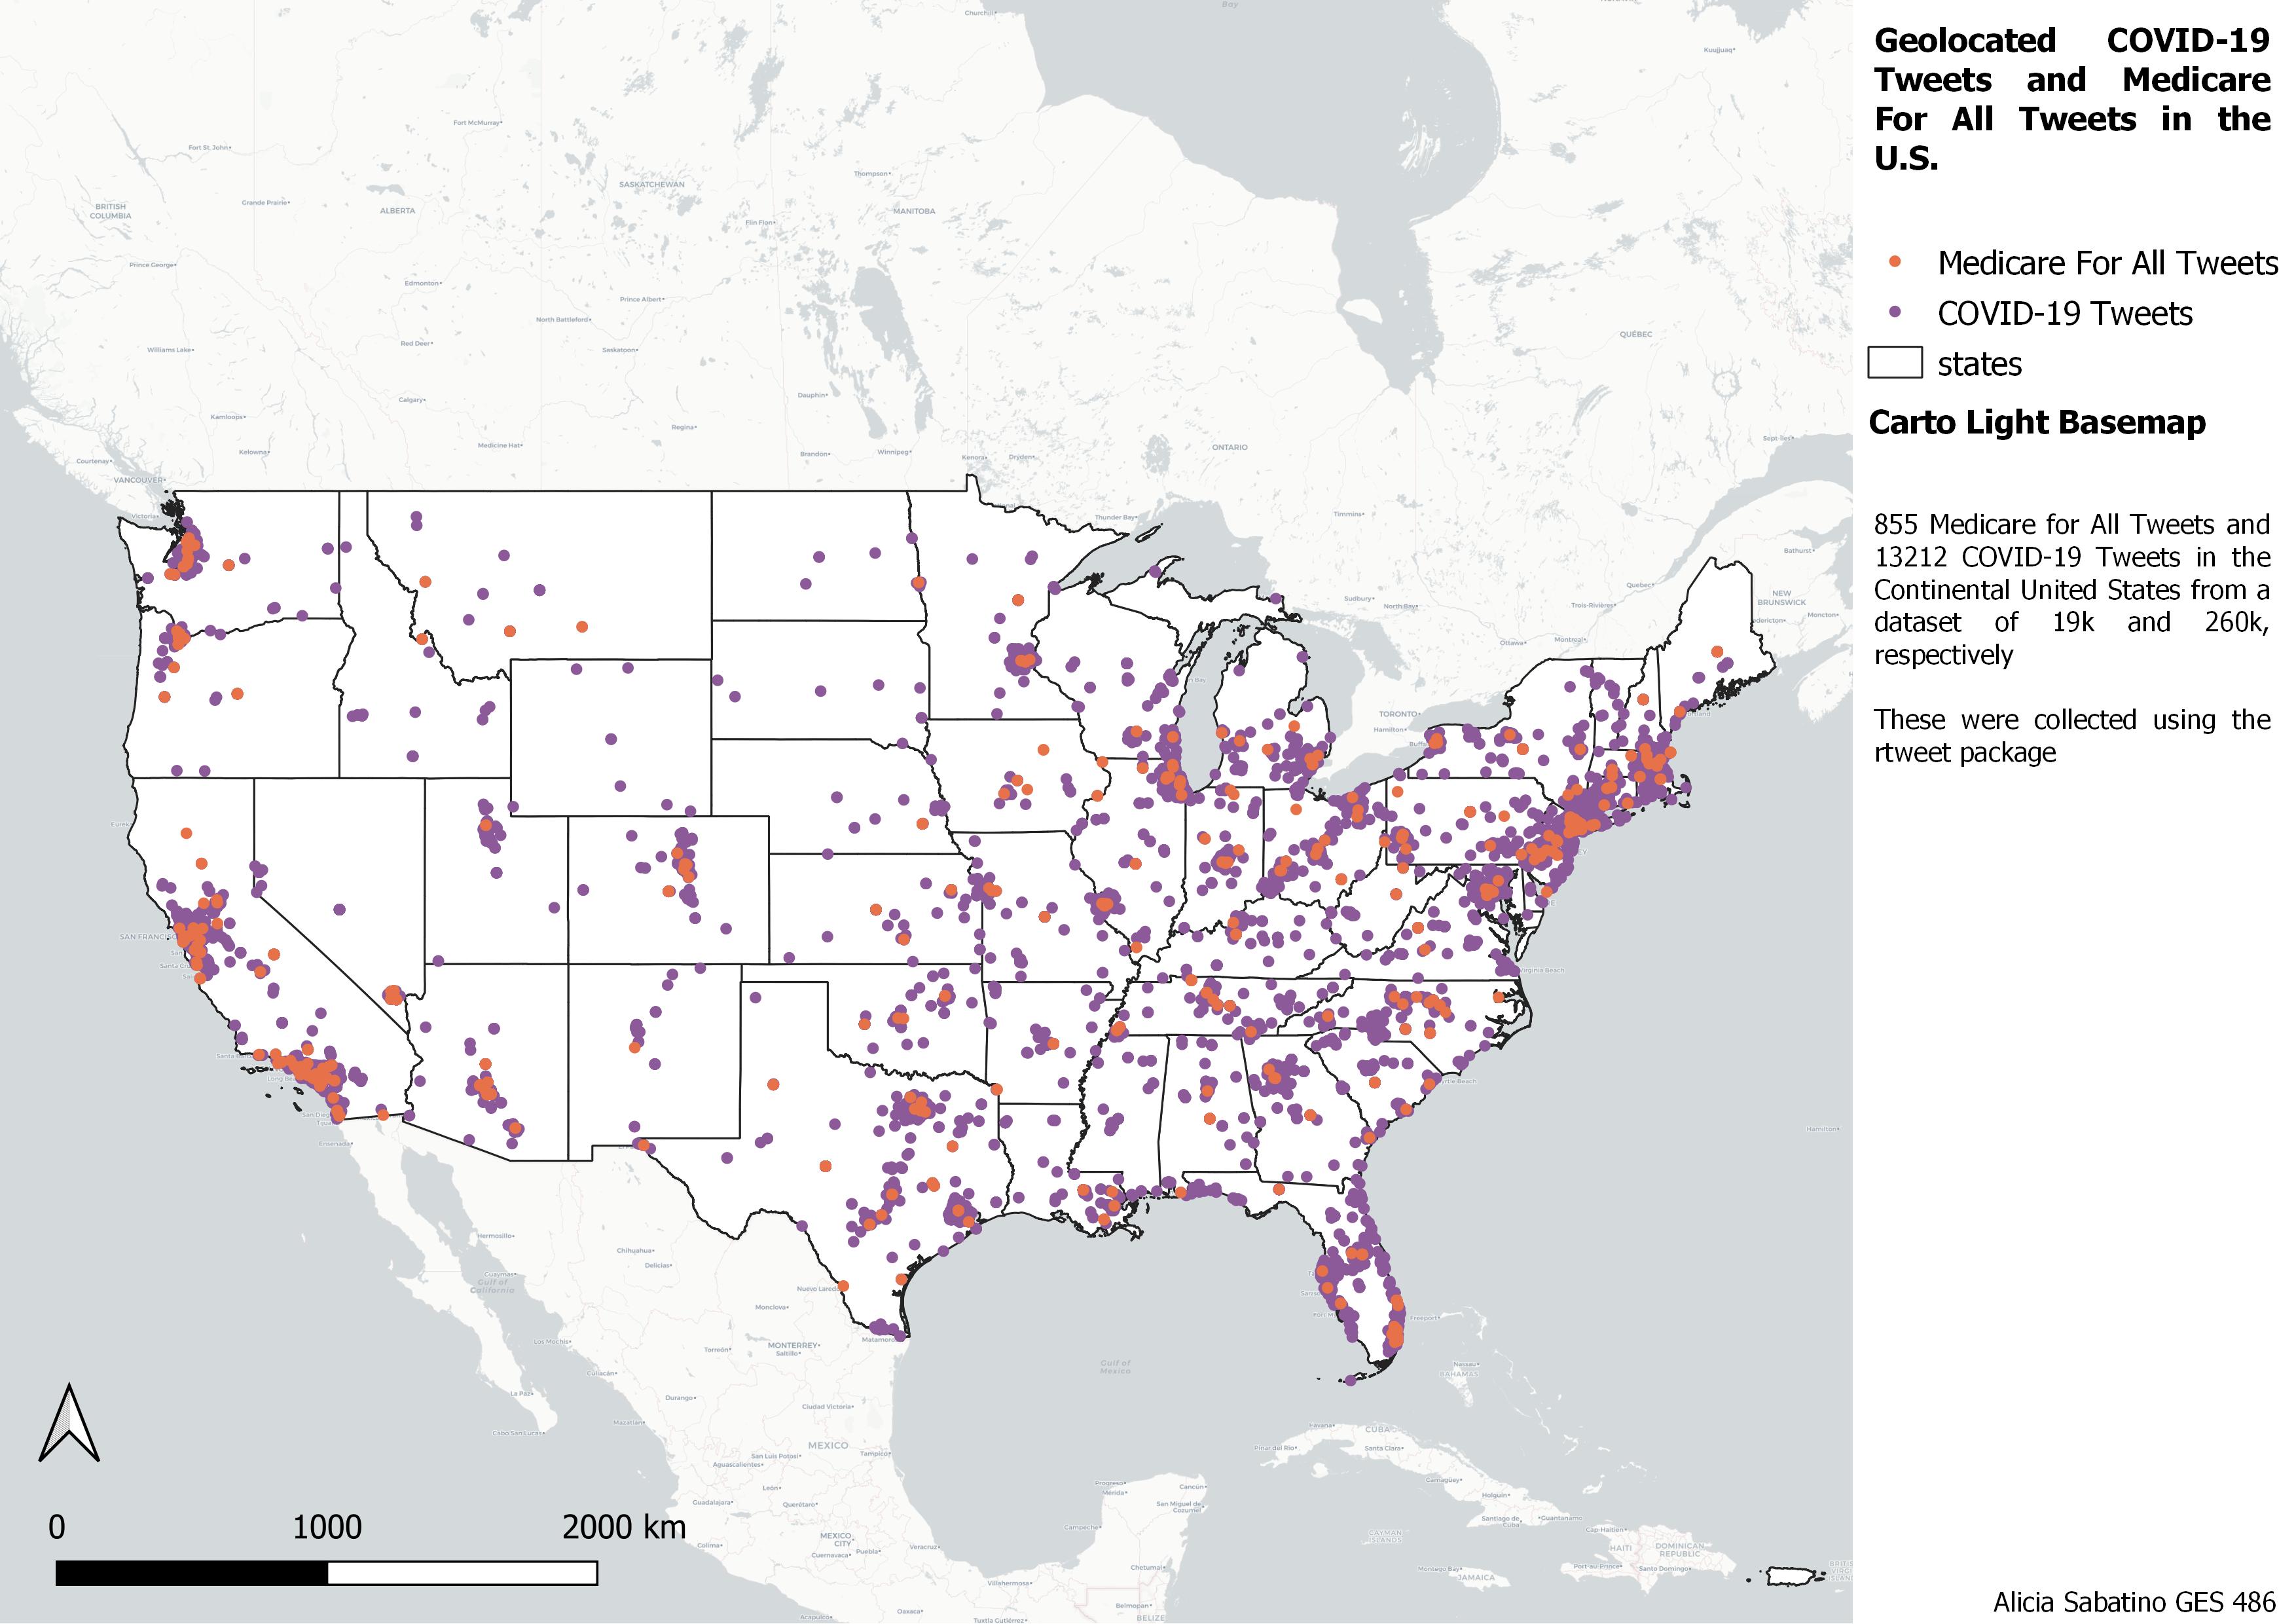 Geolocated COVID-19
Tweets and Medicare
For All Tweets in the
U.S.
Medicare For All Tweets
COVID-19 Tweets
states
Carto Light Basemap
855 Medicare for All Tweets and
13212 COVID-19 Tweets in the
Continental United States from a
dataset of 19k and 260k,
respectively
These were collected using the
rtweet package
Churchill
Bay
Kuujjuaq
Fort McMurray
Fort St. John
Thompson
SASKATCHEWAN
BRITISH
COLUMBIA
Grande Prairie
ALBERTA
MANITOBA
Flin Flon
Prince George
Edmonton
Prince Albert
North Battleford
QUÉBEC
Williams Lake
Red Deer
Saskatoon
Dauphin
Calgary
Kamloops
Regina
Sept-Îles
Medicine Hat
ONTARIO
Kelowna
Brandon
Winnipeg
Kenora
Dryden
Courtenay
VANCOUVER
Victoria
Thunder Bay
Timmins
Bathurst
Quebec
NEW
BRUNSWICK
Sudbury
North Bay
Trois-Rivières
Moncton
Ottawa
Montreal
TORONTO
Hamilton
Buffalo
Eureka
SAN FRANCISCO
Santa Cruz
Virginia Beach
Santa Barbara
Long Beach
San Diego
Ensenada
Myrtle Beach
Hamilton
Hermosillo
Chihuahua
Guaymas
Gulf of
California
Delicias
Nuevo Laredo
Monclova
Freeport
Los Mochis
Torreón
MONTERREY
Saltillo
Matamoros
Gulf of
Mexico
Nassau
BAHAMAS
Culiacán
La Paz
Durango
Ciudad Victoria
Mazatlán
Cabo San Lucas
Havana
CUBA
MEXICO
Tampico
Pinar del Río
Santa Clara
San Luis Potosí
Aguascalientes
Camagüey
León
Progreso
Mérida
Cancún
Holguín
Guadalajara
Querétaro
San Miguel de
Cozumel
Santiago de
Cuba
Guantanamo
Campeche
MEXICO
CITY
Veracruz
CAYMAN
ISLANDS
Cap-Haïtien
Colima
Cuernavaca
Puebla
HAITI
DOMINICAN
REPUBLIC
Chetumal
Montego Bay
JAMAICA
Port-au-Prince
Santo Domingo
Villahermosa
Belmopan
BELIZE
Acapulco
Oaxaca
Tuxtla Gutiérrez
0 1000 2000 km
Alicia Sabatino GES 486